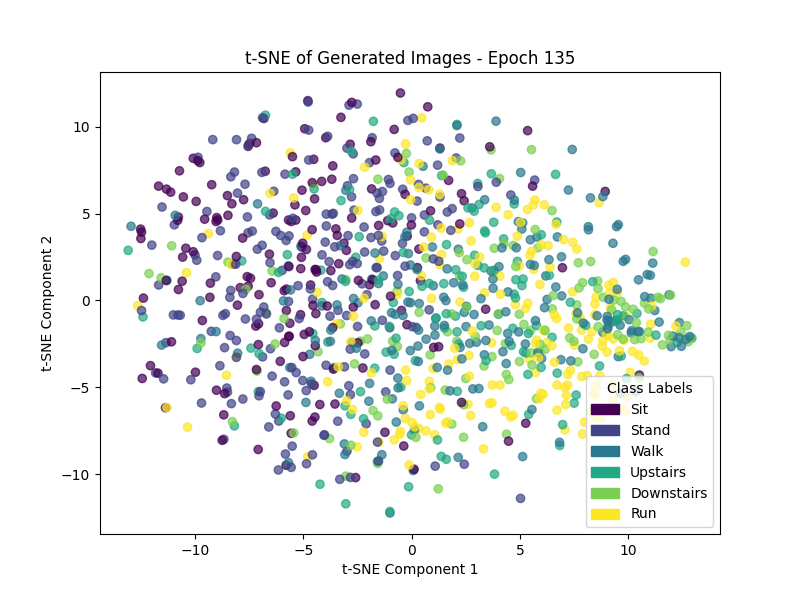 t-SNE of Generated Images - Epoch 135
10
5
0
−5
−10
t-SNE Component 2
−10
−5
0
5
10
t-SNE Component 1
Class Labels
Sit
Stand
Walk
Upstairs
Downstairs
Run